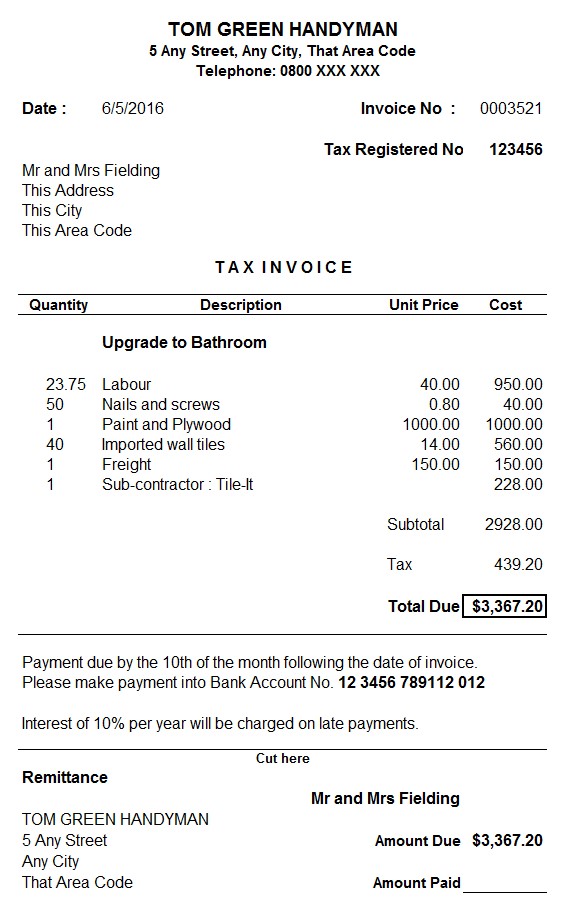 TOM GREEN HANDYMAN
5 Any Street, Any City, That Area Code
Telephone: 0800 XXX XXX
Date : 6/5/2016 Invoice No : 0003521
Tax Registered No 123456
Mr and Mrs Fielding
This Address
This City
This Area Code
TAX INVOICE
Quantity Description Unit Price Cost
Upgrade to Bathroom
23.75 Labour 40.00 950.00
50 Nails and screws 0.80 40.00
1 Paint and Plywood 1000.00 1000.00
40 Imported wall tiles 14.00 560.00
1 Freight 150.00 150.00
1 Sub-contractor : Tile-It 228.00
Subtotal 2928.00
Tax 439.20
Total Due $3,367.20
Payment due by the 10th of the month following the date of invoice.
Please make payment into Bank Account No. 12 3456 789112 012
Interest of 10% per year will be charged on late payments.
Cut here
Remittance
Mr and Mrs Fielding
TOM GREEN HANDYMAN
5 Any Street Amount Due $3,367.20
Any City
That Area Code Amount Paid